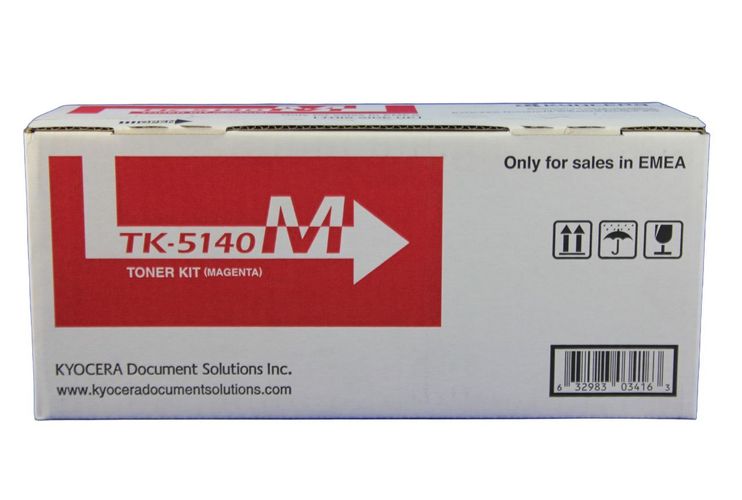 Only for sales in EMEA
TK-5140 M
TONER KIT (MAGENTA)
KYOCERA Document Solutions Inc.
www.kyoceradocumentsolutions.com
6 32983 03416 3